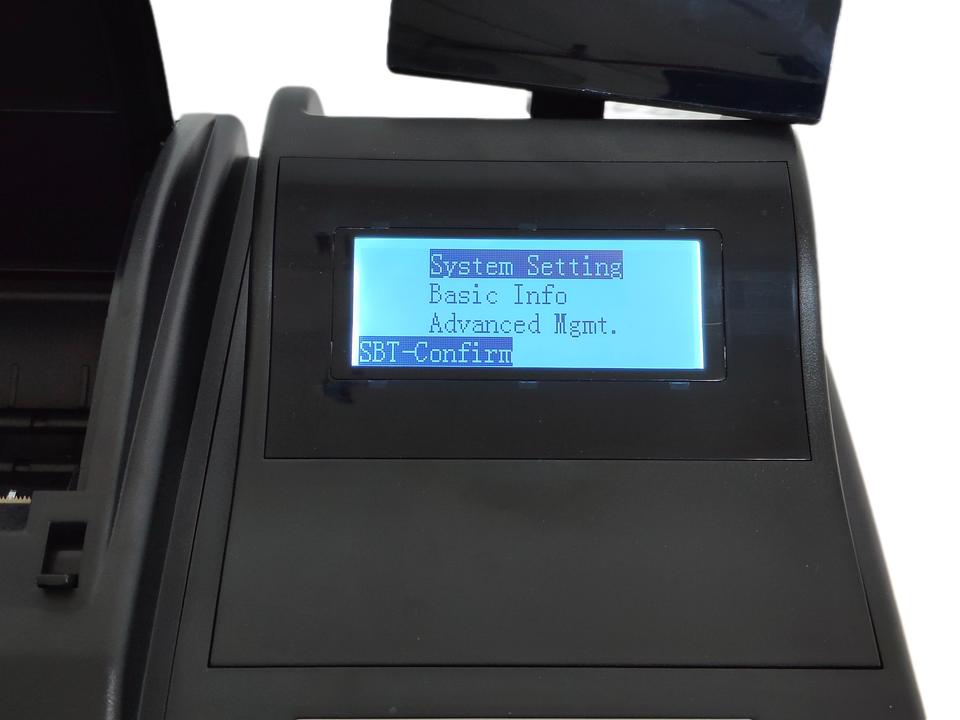 System Setting
Basic Info
Advanced Mgmt.
SBT-Confirm